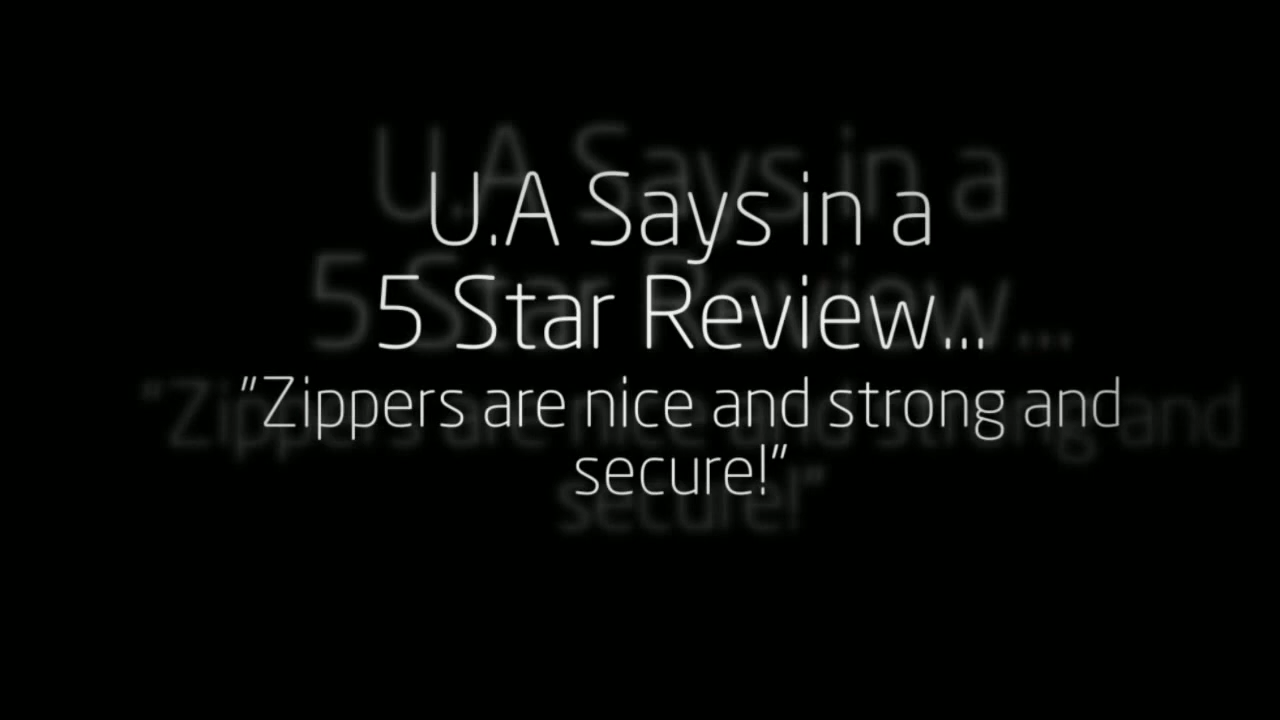 U.A Says in a
5 Star Review...
"Zippers are nice and strong and
secure!"